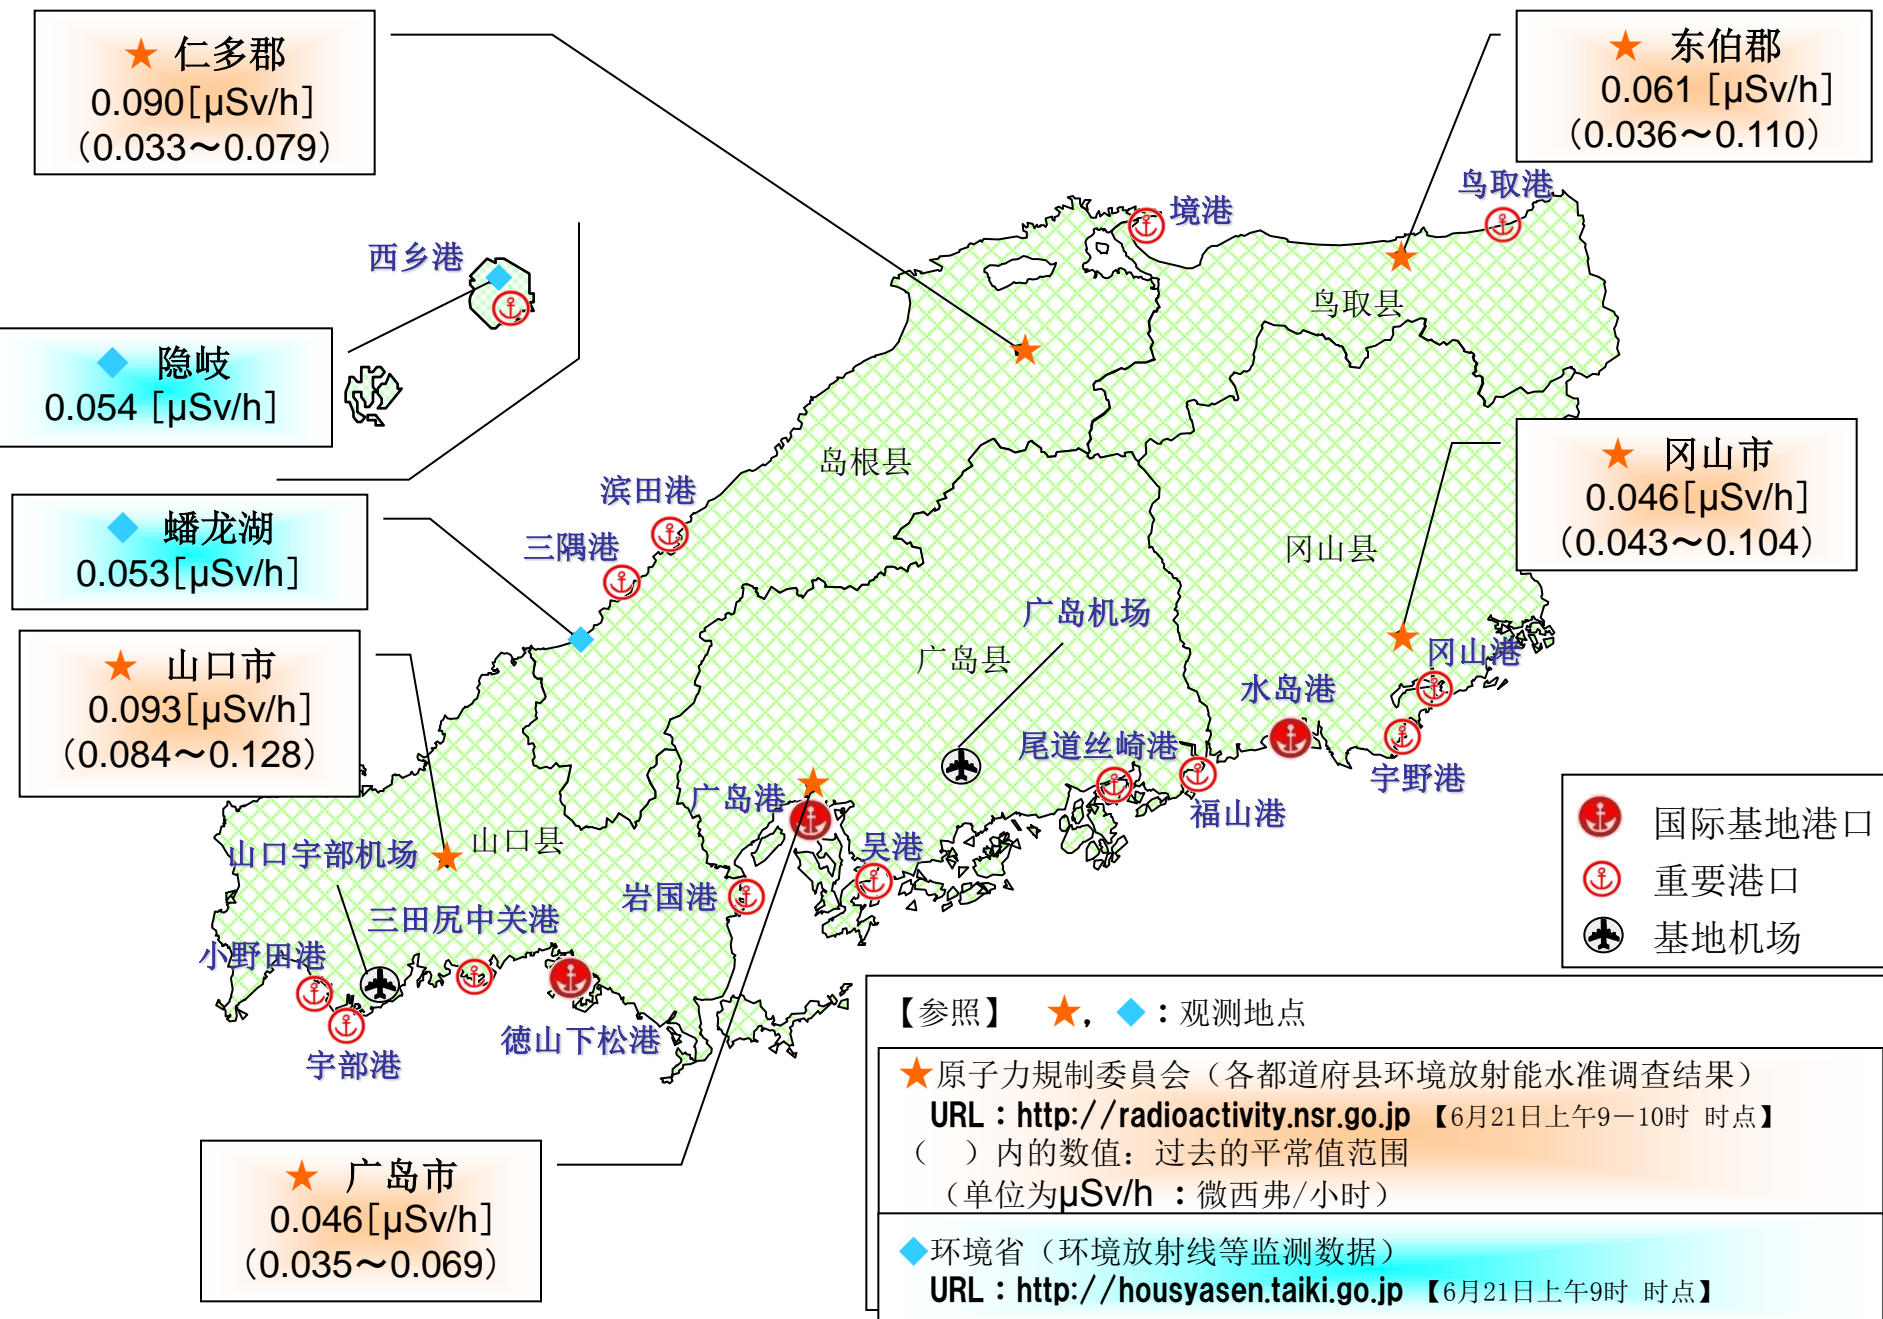 ★ 仁多郡
0.090[μSv/h]
（0.033～0.079）
★ 东伯郡
0.061 [μSv/h]
（0.036～0.110）
鸟取港
境港
西乡港
鸟取县
◆ 隐岐
0.054 [μSv/h]
岛根县
★ 冈山市
0.046[μSv/h]
（0.043～0.104）
滨田港
◆ 蟠龙湖
0.053[μSv/h]
三隅港
冈山县
广岛机场
★ 山口市
0.093[μSv/h]
（0.084～0.128）
广岛县
冈山港
水岛港
尾道丝崎港
宇野港
广岛港
福山港
国际基地港口
重要港口
基地机场
山口县
吴港
山口宇部机场
岩国港
三田尻中关港
小野田港
德山下松港
宇部港
【参照】 ★，◆：观测地点
★原子力規制委員会（各都道府县环境放射能水准调查结果）
URL：http://radioactivity.nsr.go.jp 【6月21日上午9－10时 时点】
（ ）内的数值：过去的平常值范围
（单位为μSv/h ：微西弗/小时）
★ 广岛市
0.046[μSv/h]
（0.035～0.069）
◆环境省（环境放射线等监测数据）
URL：http://housyasen.taiki.go.jp 【6月21日上午9时 时点】